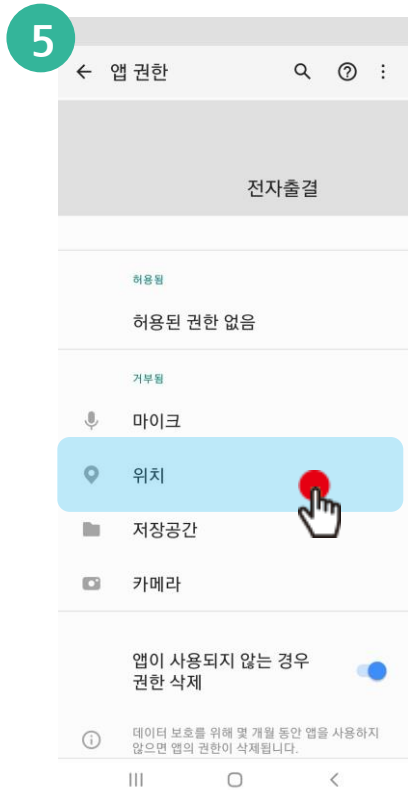 5
앱 권한
전자출결
허용됨
허용된 권한 없음
거부됨
마이크
위치
저장공간
카메라
앱이 사용되지 않는 경우
권한 삭제
데이터 보호를 위해 몇 개월 동안 앱을 사용하지
않으면 앱의 권한이 삭제됩니다.